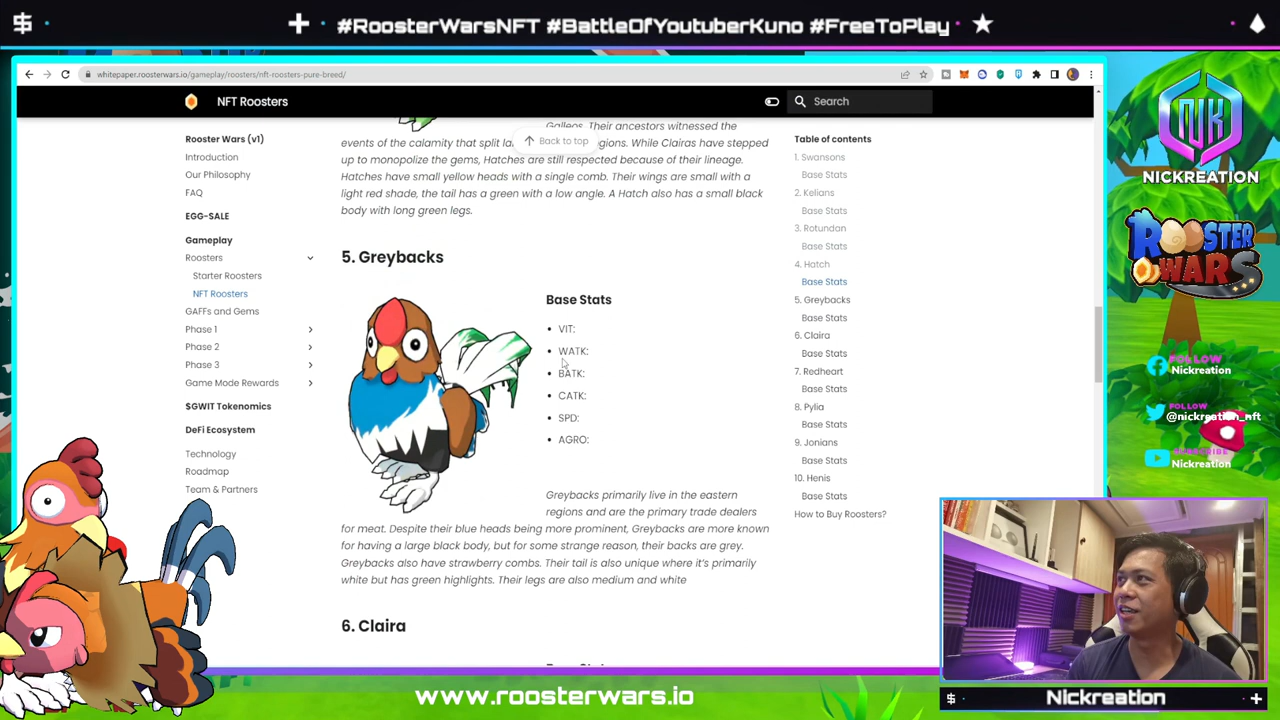 #RoosterWarsNFT #BattleOfYoutuberKuno #FreeToPlay
whitepaper.roosterwars.io/gameplay/roosters/nft-roosters-pure-breed/
NFT Roosters
Search
Rooster Wars (v1)
Introduction
Our Philosophy
FAQ
EGG-SALE
Gameplay
Roosters
Starter Roosters
NFT Roosters
GAFFs and Gems
Phase 1
Phase 2
Phase 3
Game Mode Rewards
$GWIT Tokenomics
DeFi Ecosystem
Technology
Roadmap
Team & Partners
Back to top
Galleos. Their ancestors witnessed the
events of the calamity that split
up to monopolize the gems, Hatches are still respected because of their lineage.
Hatches have small yellow heads with a single comb. Their wings are small with a
light red shade, the tail has a green with a low angle. A Hatch also has a small black
body with long green legs.
5. Greybacks
Base Stats
VIT:
WATK:
BATK:
CATK:
SPD:
AGRO:
Greybacks primarily live in the eastern
regions and are the primary trade dealers
for meat. Despite their blue heads being more prominent, Greybacks are more known
for having a large black body, but for some strange reason, their backs are grey.
Greybacks also have strawberry combs. Their tail is also unique where it's primarily
white but has green highlights. Their legs are also medium and white
6. Claira
Table of contents
1. Swansons
Base Stats
2. Kelians
Base Stats
3. Rotundan
Base Stats
4. Hatch
Base Stats
5. Greybacks
Base Stats
6. Claira
Base Stats
7. Redheart
Base Stats
8. Pylia
Base Stats
9. Jonians
Base Stats
10. Henis
Base Stats
How to Buy Roosters?
NICKREATION
ROOSTER
WARS
FOLLOW
Nickreation
FOLLOW
@nickreation_nft
SUBSCRIBE
Nickreation
www.roosterwars.io
Nickreation